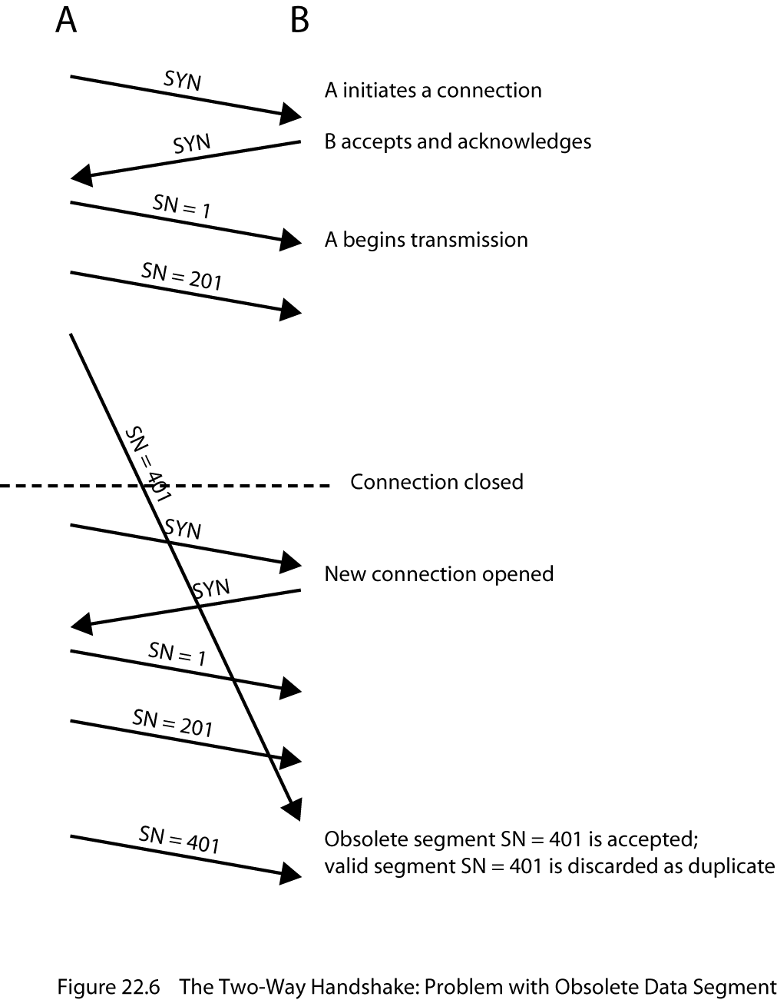 A B
SYN
A initiates a connection
SYN
B accepts and acknowledges
SN = 1
A begins transmission
SN = 201
SN = 401
Connection closed
SYN
New connection opened
SYN
SN = 1
SN = 201
SN = 401
Obsolete segment SN = 401 is accepted;
valid segment SN = 401 is discarded as duplicate
Figure 22.6 The Two-Way Handshake: Problem with Obsolete Data Segment